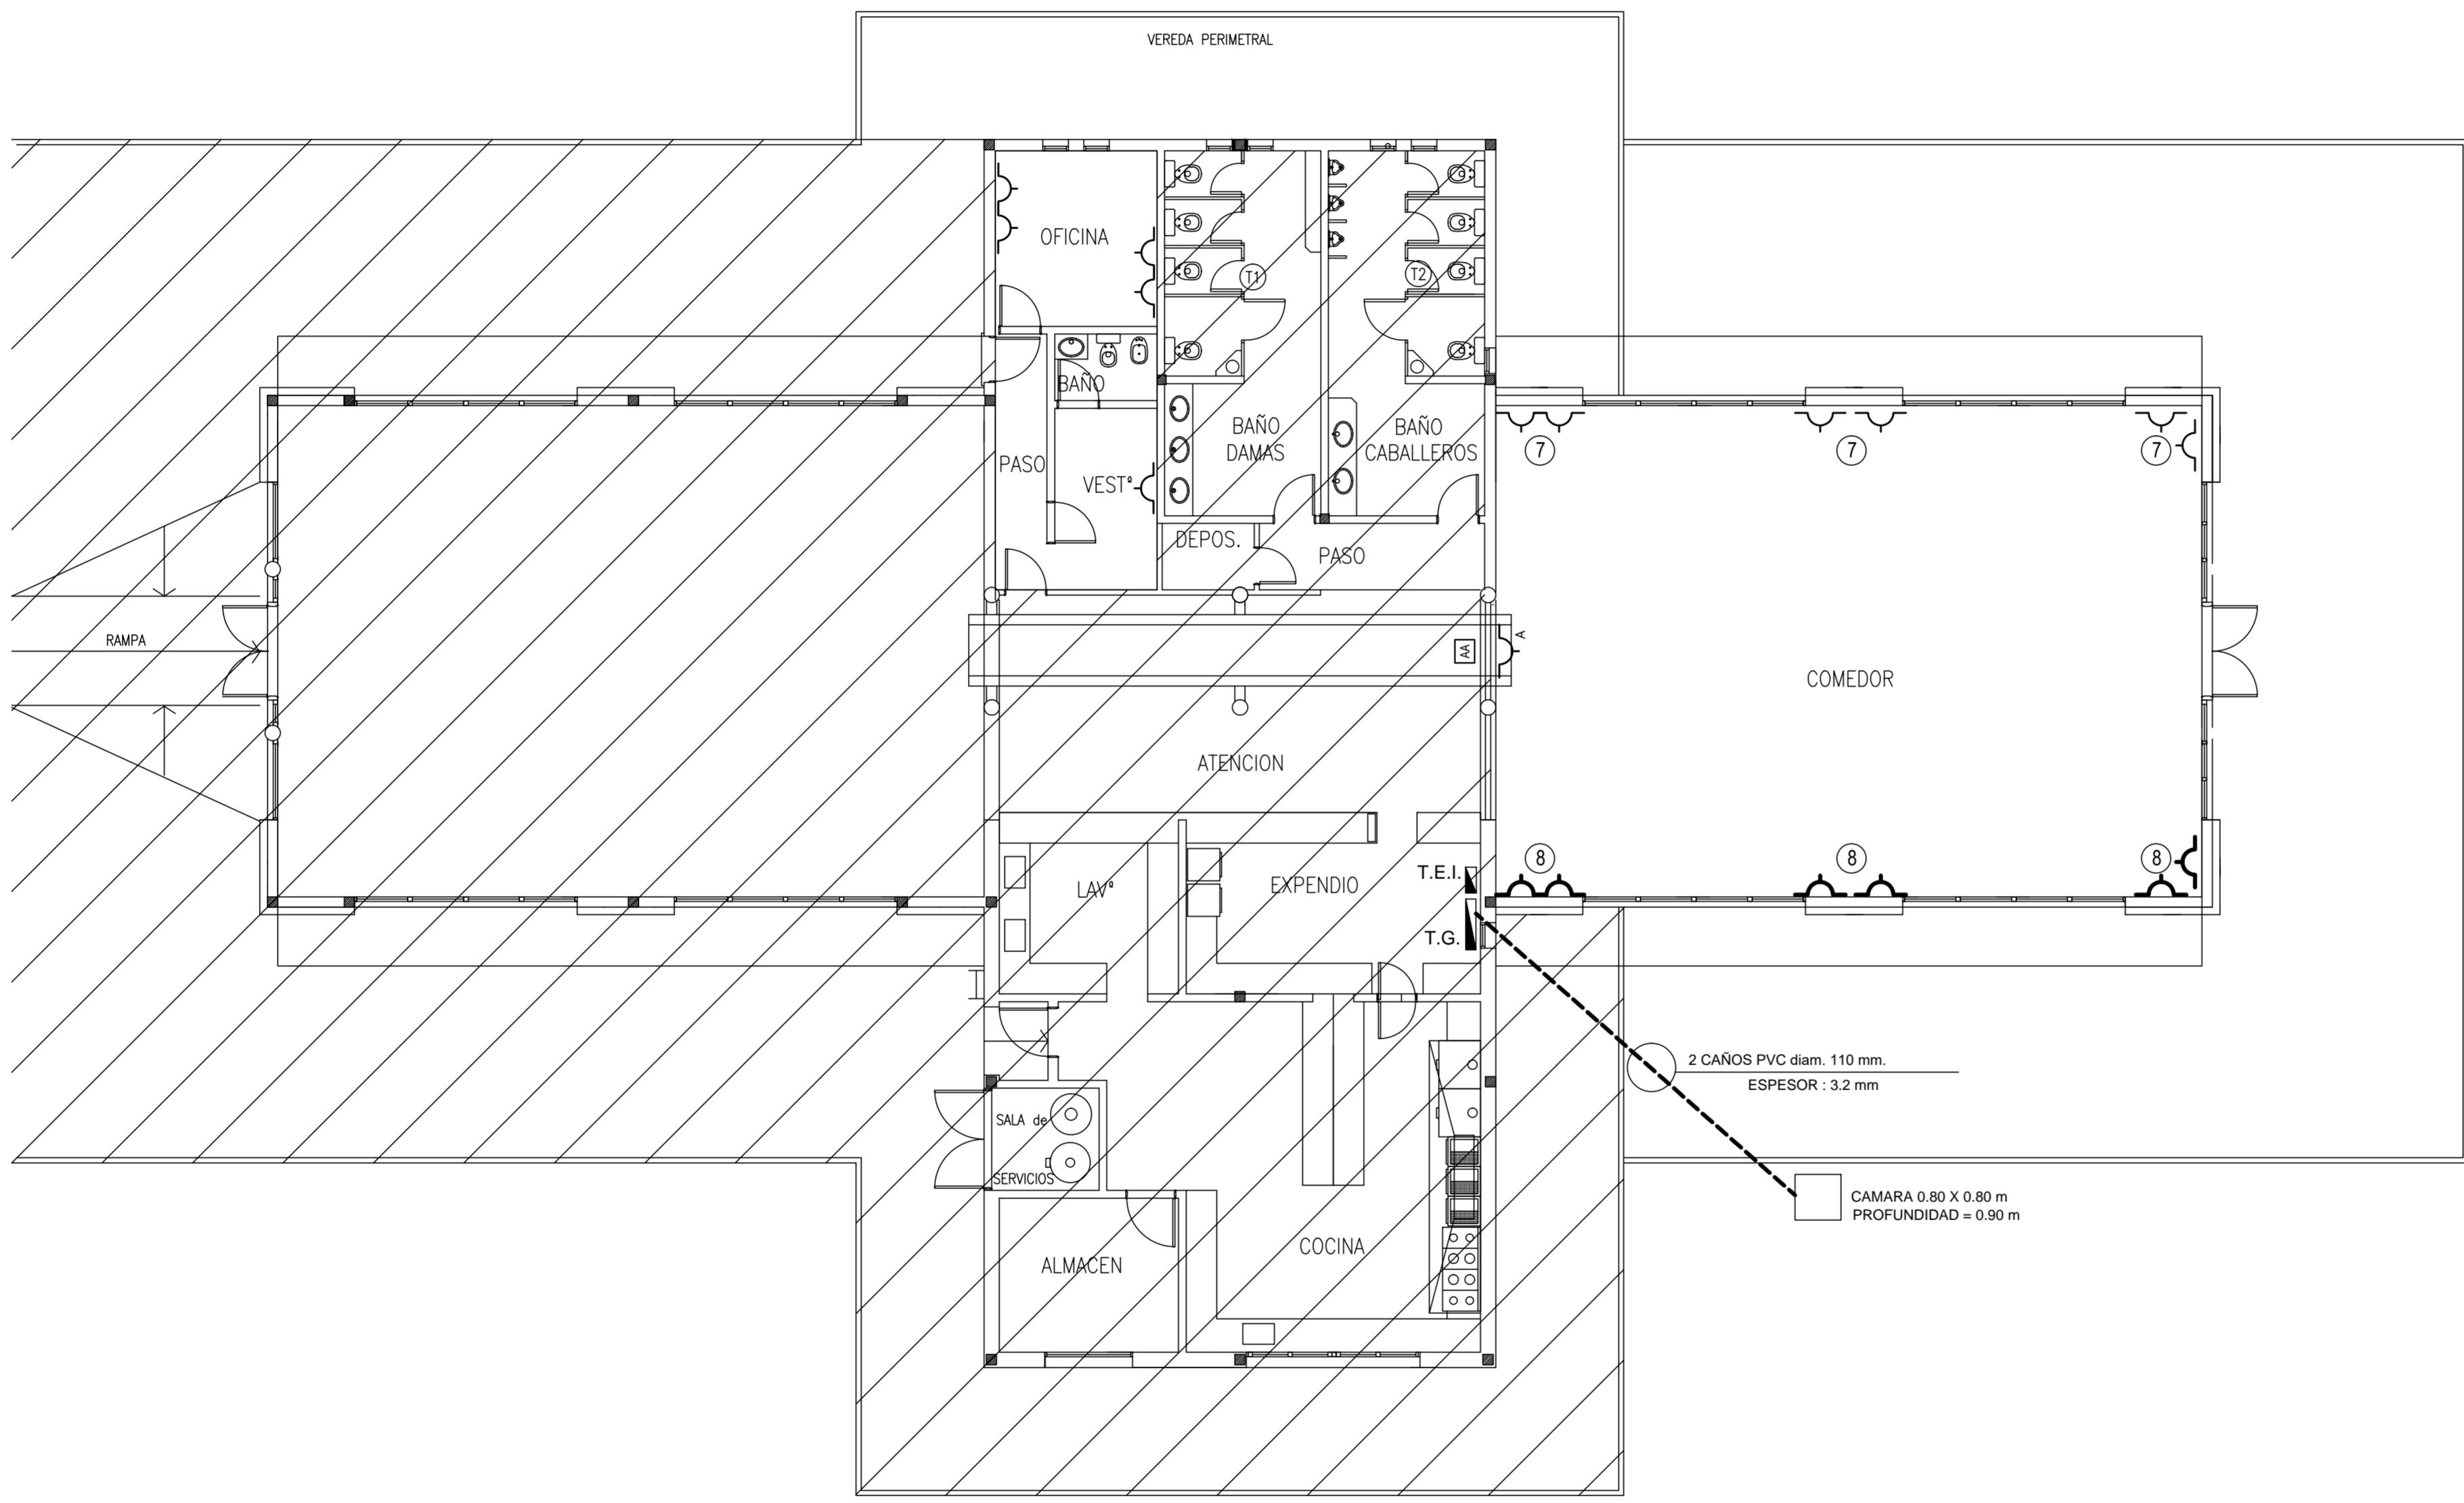 VEREDA PERIMETRAL
OFICINA
T1
T2
BAÑO
BAÑO
DAMAS
BAÑO
CABALLEROS
7
7
7
PASO
VESTº
DEPOS.
PASO
RAMPA
AA
A
COMEDOR
ATENCION
8
8
8
LAVº
EXPENDIO
T.E.I.
T.G.
2 CAÑOS PVC diam. 110 mm.
ESPESOR : 3.2 mm
SALA de
SERVICIOS
CAMARA 0.80 X 0.80 m
PROFUNDIDAD = 0.90 m
COCINA
ALMACEN